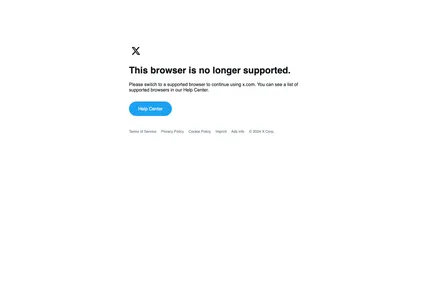 This browser is no longer supported.
Please switch to a supported browser to continue using x.com. You can see a list of
supported browsers in our Help Center.
Help Center
Terms of Service Privacy Policy Cookie Policy Imprint Ads info © 2024 X Corp.